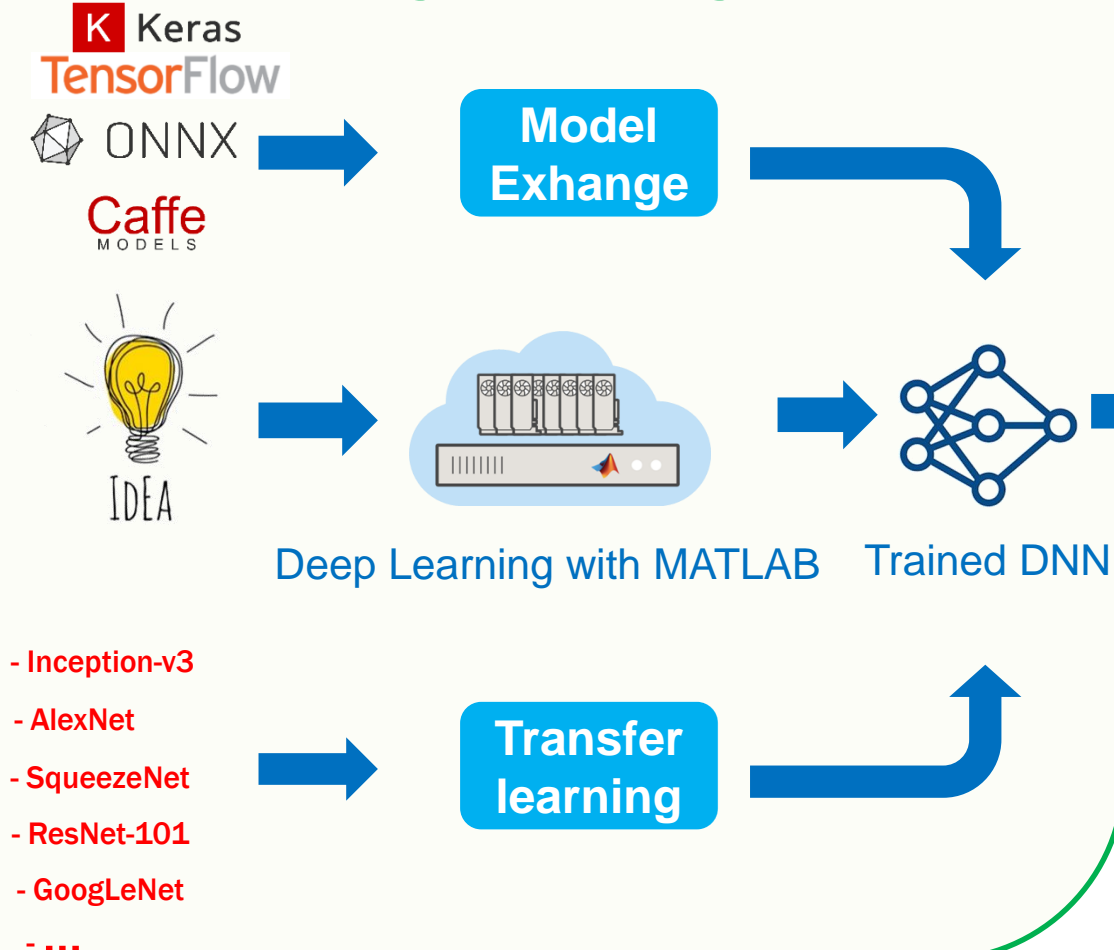 K Keras
TensorFlow
ONNX
Caffe
MODELS
Model
Exhange
IDEA
Deep Learning with MATLAB
Trained DNN
- Inception-v3
- AlexNet
- SqueezeNet
- ResNet-101
- GoogLeNet
- ...
Transfer
learning